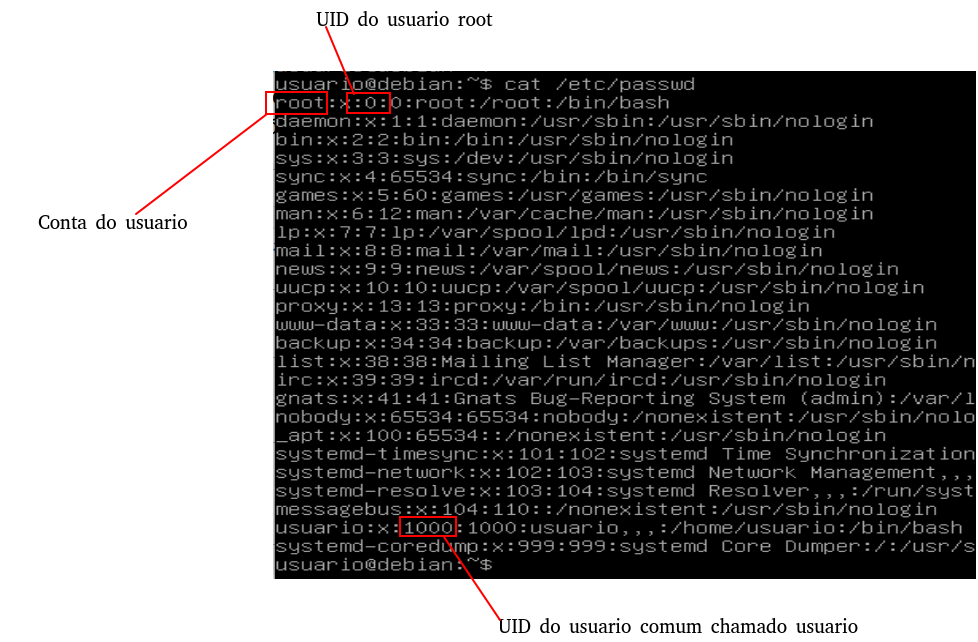 UID do usuario root
usuario@debian:~$ cat /etc/passwd
root:x:0:0:root:/root:/bin/bash
daemon:x:1:1:daemon:/usr/sbin:/usr/sbin/nologin
bin:x:2:2:bin:/bin:/usr/sbin/nologin
sys:x:3:3:sys:/dev:/usr/sbin/nologin
sync:x:4:65534:sync:/bin:/bin/sync
games:x:5:60:games:/usr/games:/usr/sbin/nologin
man:x:6:12:man:/var/cache/man:/usr/sbin/nologin
Conta do usuario
lp:x:7:7:lp:/var/spool/lpd:/usr/sbin/nologin
mail:x:8:8:mail:/var/mail:/usr/sbin/nologin
news:x:9:9:news:/var/spool/news:/usr/sbin/nologin
uucp:x:10:10:uucp:/var/spool/uucp:/usr/sbin/nologin
proxy:x:13:13:proxy:/bin:/usr/sbin/nologin
www-data:x:33:33:www-data:/var/www:/usr/sbin/nologin
backup:x:34:34:backup:/var/backups:/usr/sbin/nologin
list:x:38:38:Mailing List Manager:/var/list:/usr/sbin/n
irc:x:39:39:ircd:/var/run/ircd:/usr/sbin/nologin
gnats:x:41:41:Gnats Bug-Reporting System (admin):/var/l
nobody:x:65534:65534:nobody:/nonexistent:/usr/sbin/nolo
_apt:x:100:65534::/nonexistent:/usr/sbin/nologin
systemd-timesync:x:101:102:systemd Time Synchronization
systemd-network:x:102:103:systemd Network Management,,,
systemd-resolve:x:103:104:systemd Resolver,,,:/run/syst
messagebus:x:104:110::/nonexistent:/usr/sbin/nologin
usuario:x:1000:1000:usuario,,,:/home/usuario:/bin/bash
systemd-coredump:x:999:999:systemd Core Dumper:/:/usr/s
usuario@debian:~$
UID do usuario comum chamado usuario